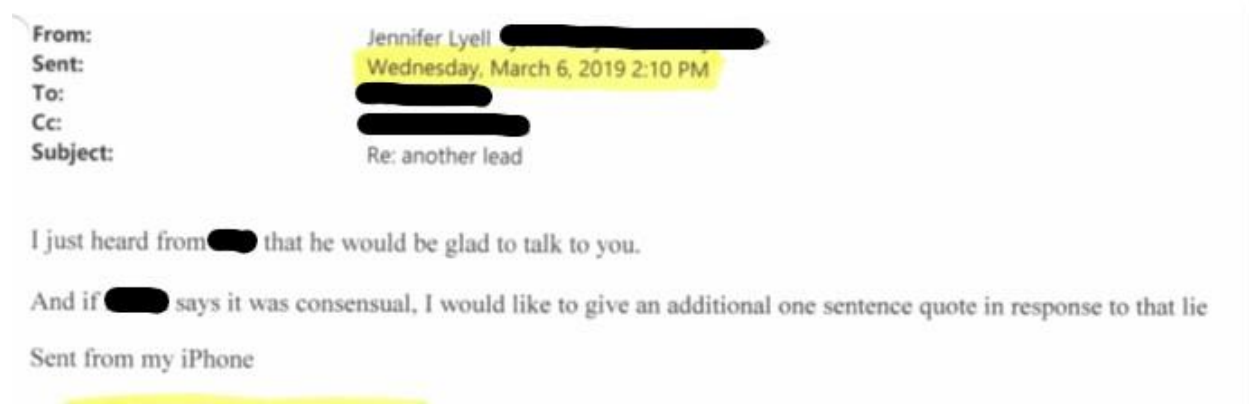 From: Jennifer Lyell
Sent: Wednesday, March 6, 2019 2:10 PM
To:
Cc:
Subject: Re: another lead
I just heard from that he would be glad to talk to you.
And if says it was consensual, I would like to give an additional one sentence quote in response to that lie
Sent from my iPhone